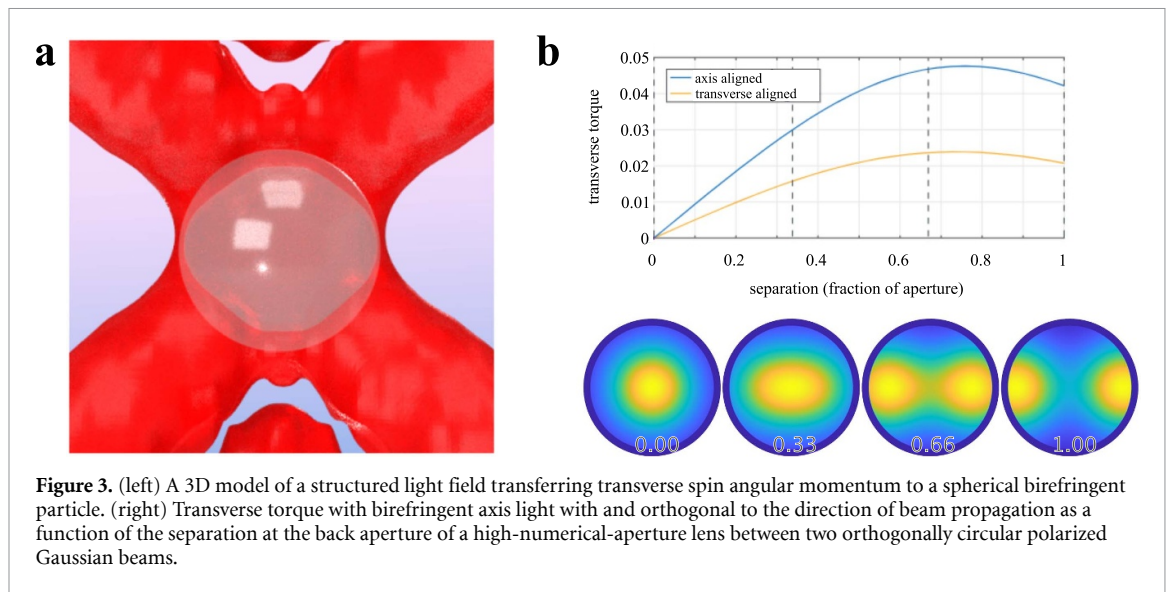 a
b
0.05
0.04
0.03
0.02
0.01
0
transverse torque
axis aligned
transverse aligned
0 0.2 0.4 0.6 0.8 1
separation (fraction of aperture)
0.00 0.33 0.66 1.00
Figure 3. (left) A 3D model of a structured light field transferring transverse spin angular momentum to a spherical birefringent
particle. (right) Transverse torque with birefringent axis light with and orthogonal to the direction of beam propagation as a
function of the separation at the back aperture of a high-numerical-aperture lens between two orthogonally circular polarized
Gaussian beams.